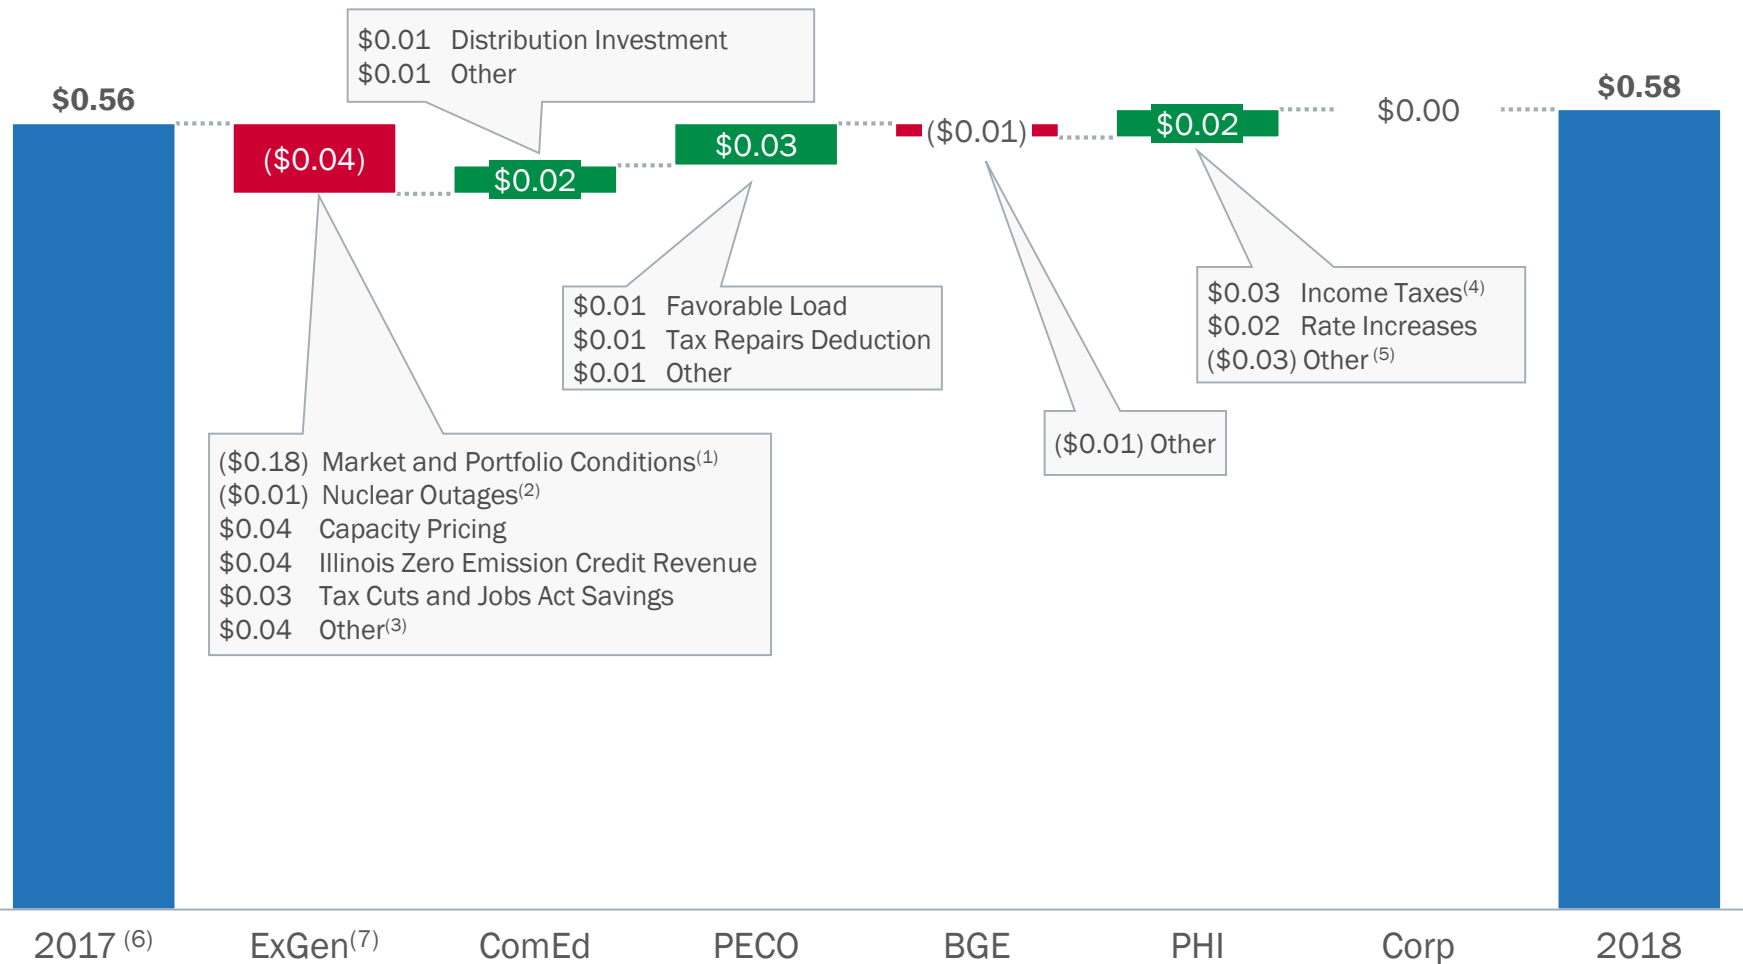 $0.01 Distribution Investment
$0.01 Other
$0.56
($0.04)
$0.02
$0.03
($0.01)
$0.02
$0.00
$0.58
$0.01 Favorable Load
$0.01 Tax Repairs Deduction
$0.01 Other
$0.03 Income Taxes(4)
$0.02 Rate Increases
($0.03) Other (5)
($0.01) Other
($0.18) Market and Portfolio Conditions(1)
($0.01) Nuclear Outages(2)
$0.04 Capacity Pricing
$0.04 Illinois Zero Emission Credit Revenue
$0.03 Tax Cuts and Jobs Act Savings
$0.04 Other(3)
2017 (6) ExGen(7) ComEd PECO BGE PHI Corp 2018